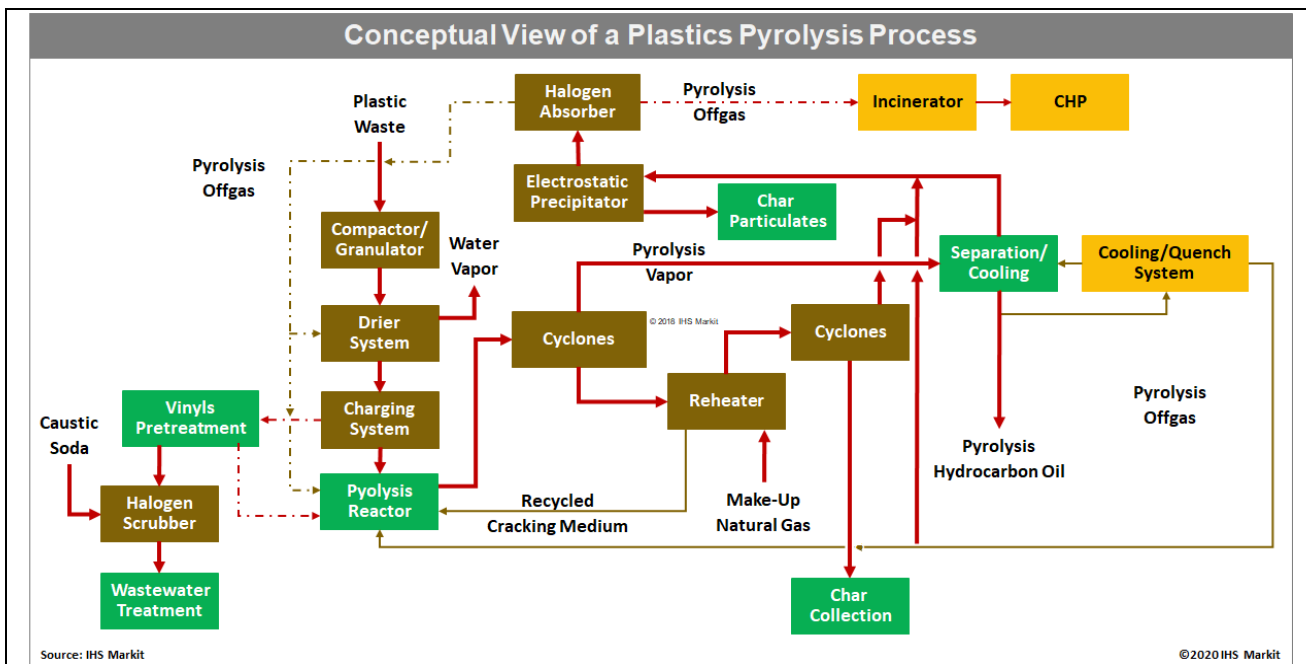 Conceptual View of a Plastics Pyrolysis Process
Plastic
Waste
Halogen
Absorber
Pyrolysis
Offgas
Incinerator
CHP
Pyrolysis
Offgas
Electrostatic
Precipitator
Char
Particulates
Compactor/
Granulator
Water
Vapor
Pyrolysis
Vapor
Separation/
Cooling
Cooling/Quench
System
Drier
System
Cyclones
© 2018 IHS Markit
Cyclones
Vinyls
Pretreatment
Charging
System
Reheater
Pyrolysis
Offgas
Caustic
Soda
Pyrolysis
Hydrocarbon Oil
Halogen
Scrubber
Pyolysis
Reactor
Recycled
Cracking Medium
Make-Up
Natural Gas
Wastewater
Treatment
Char
Collection
Source: IHS Markit
©2020 IHS Markit